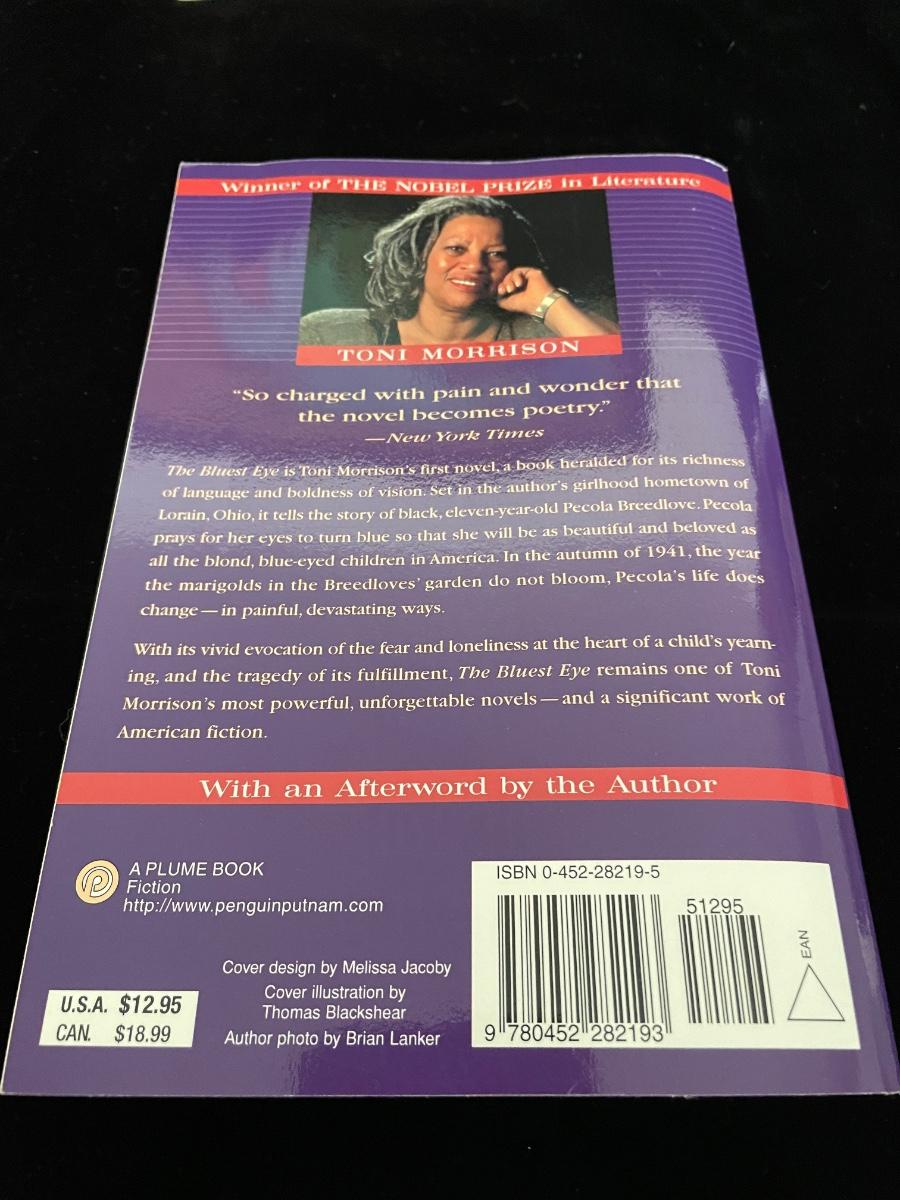 Winner of THE NOBEL PRIZE in Literature
TONI MORRISON
“So charged with pain and wonder that
the novel becomes poetry.”
—New York Times
The Bluest Eye is Toni Morrison's first novel, a book heralded for its richness
of language and boldness of vision. Set in the author's girlhood hometown of
Lorain, Ohio, it tells the story of black, eleven-year-old Pecola Breedlove. Pecola
prays for her eyes to turn blue so that she will be as beautiful and beloved as
all the blond, blue-eyed children in America. In the autumn of 1941, the year
the marigolds in the Breedloves' garden do not bloom, Pecola's life does
change — in painful, devastating ways.
With its vivid evocation of the fear and loneliness at the heart of a child's yearn-
ing, and the tragedy of its fulfillment, The Bluest Eye remains one of Toni
Morrison's most powerful, unforgettable novels — and a significant work of
American fiction.
With an Afterword by the Author
A PLUME BOOK
Fiction
http://www.penguinputnam.com
Cover design by Melissa Jacoby
Cover illustration by
Thomas Blackshear
Author photo by Brian Lanker
U.S.A. $12.95
CAN. $18.99
ISBN 0-452-28219-5
51295
EAN
9 780452 282193